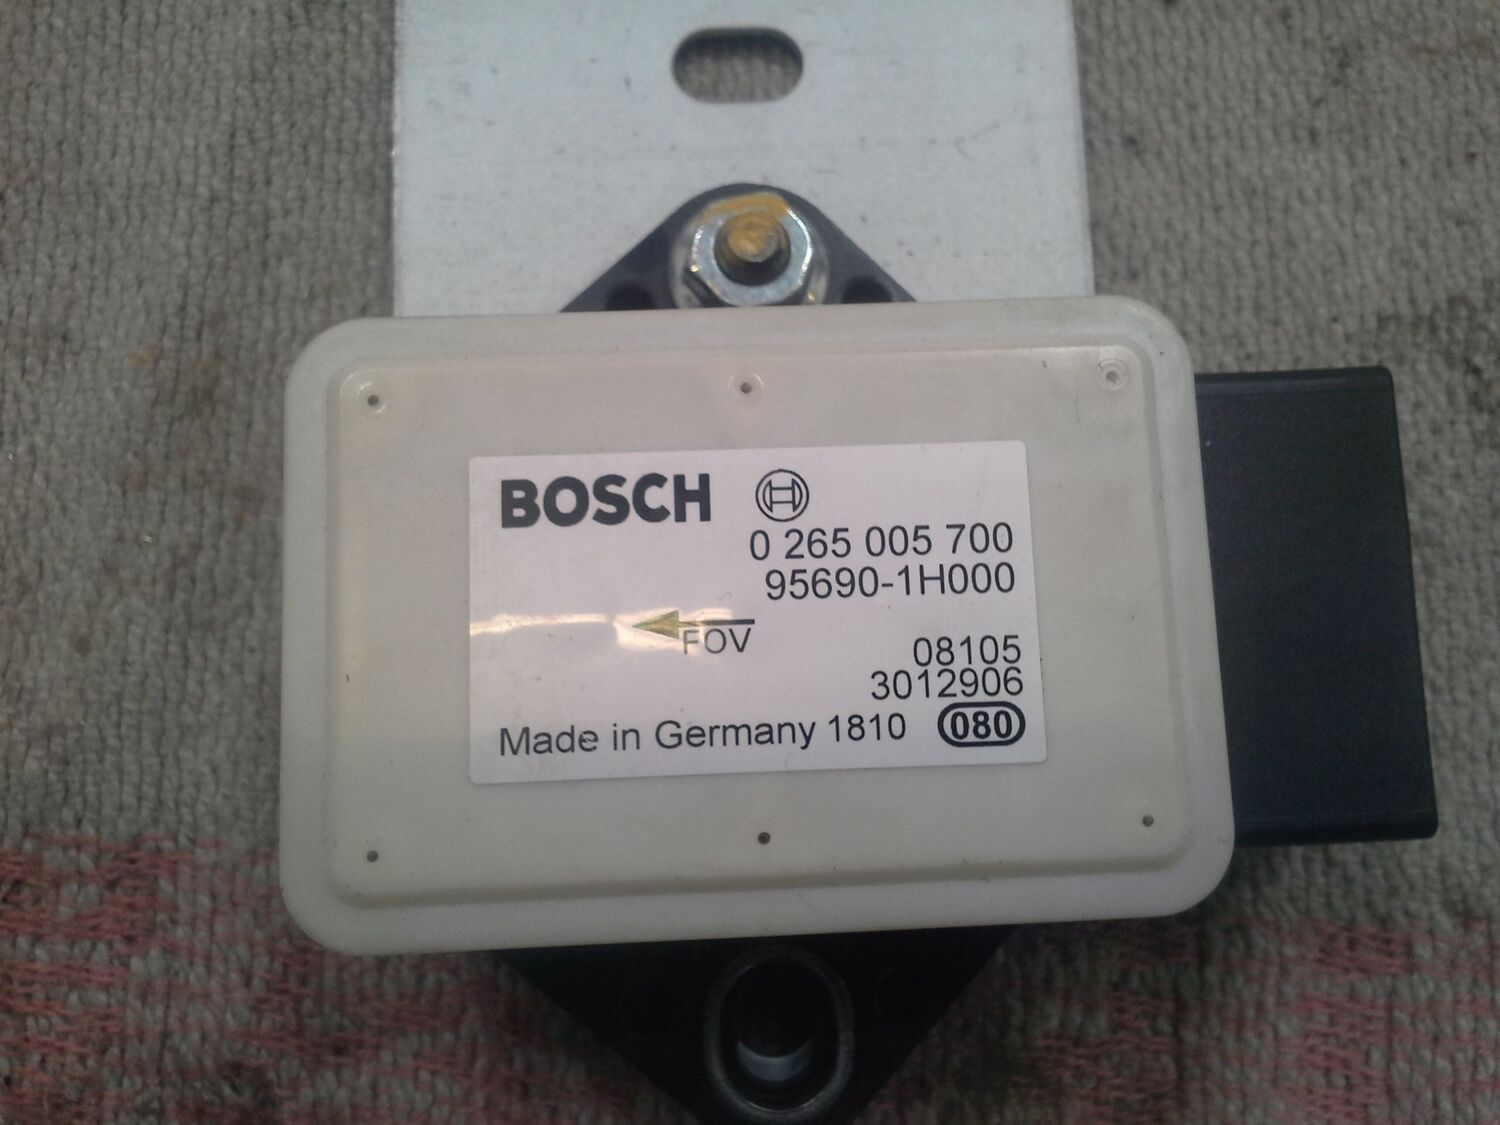 BOSCH
0 265 005 700
95690-1H000
FOV
08105
3012906
Made in Germany 1810 080